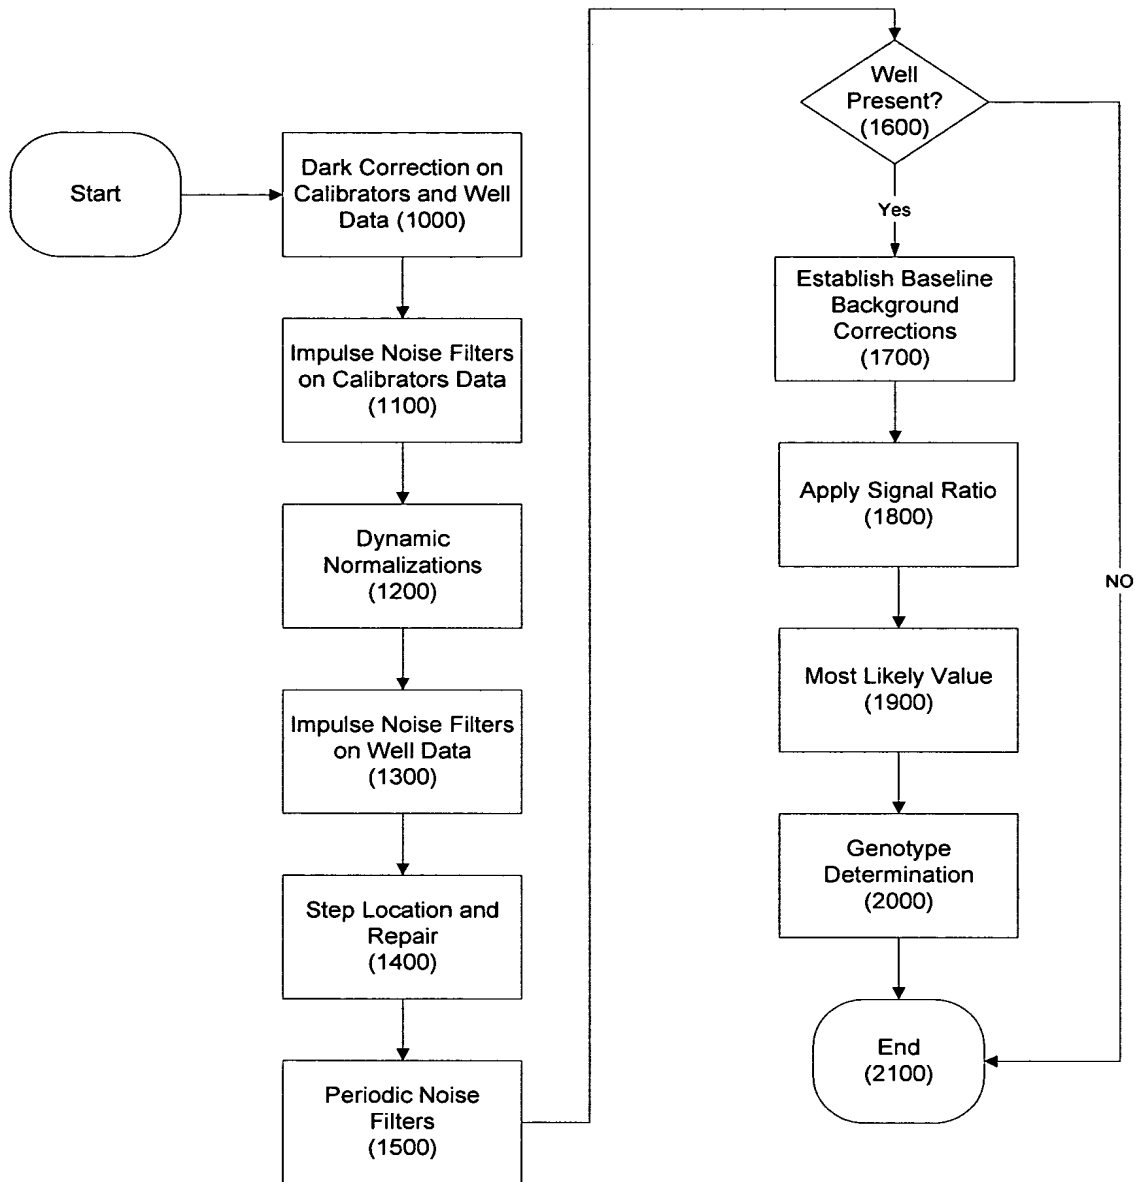 Start
Dark Correction on
Calibrators and Well
Data (1000)
Impulse Noise Filters
on Calibrators Data
(1100)
Dynamic
Normalizations
(1200)
Impulse Noise Filters
on Well Data
(1300)
Step Location and
Repair
(1400)
Periodic Noise
Filters
(1500)
Well
Present?
(1600)
Yes
NO
Establish Baseline
Background
Corrections
(1700)
Apply Signal Ratio
(1800)
Most Likely Value
(1900)
Genotype
Determination
(2000)
End
(2100)